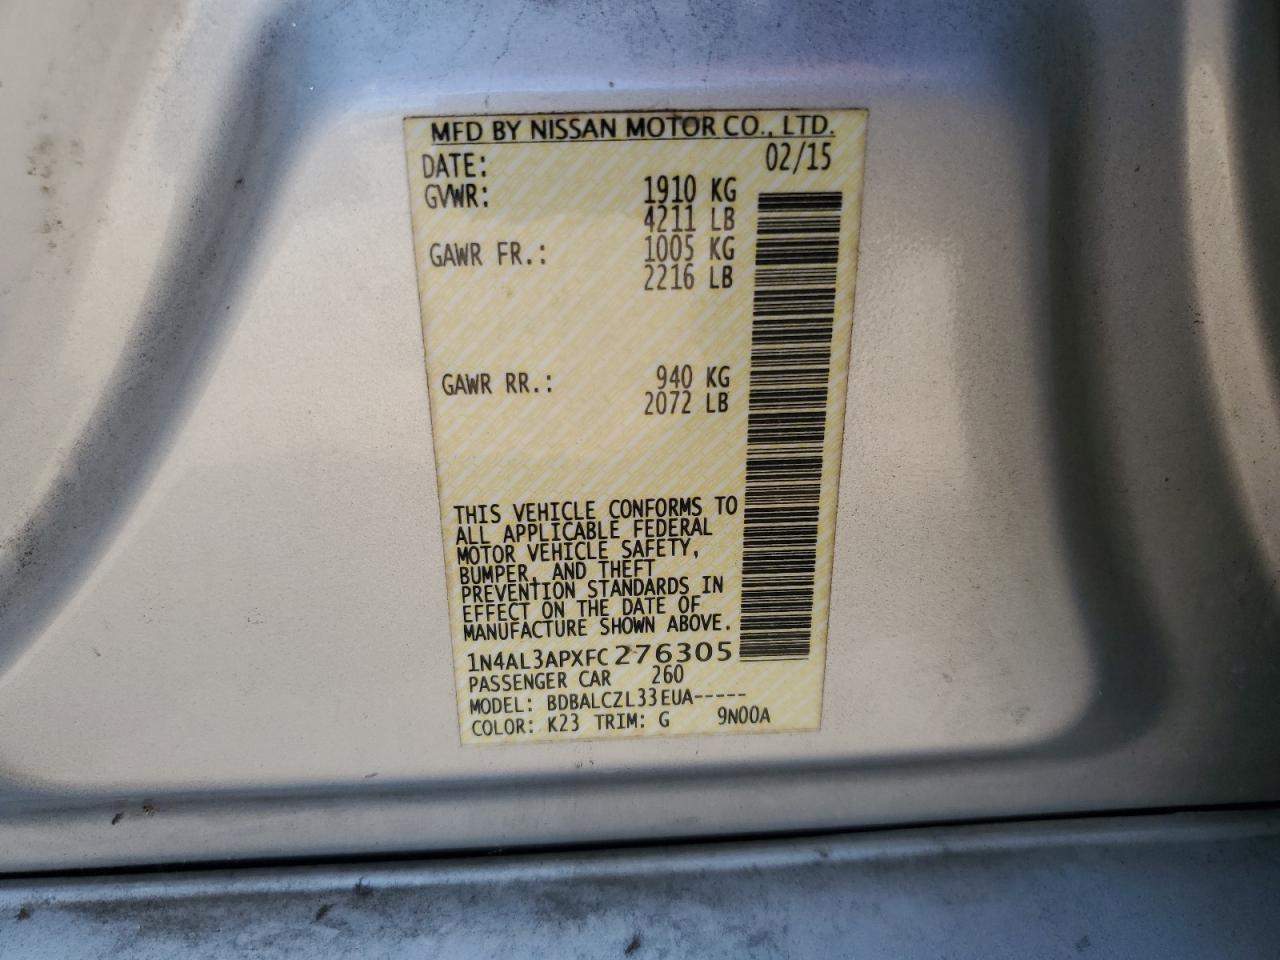 MFD BY NISSAN MOTOR CO., LTD.
DATE: 02/15
GVWR: 1910 KG
4211 LB
GAWR FR.: 1005 KG
2216 LB
GAWR RR.: 940 KG
2072 LB
THIS VEHICLE CONFORMS TO
ALL APPLICABLE FEDERAL
MOTOR VEHICLE SAFETY,
BUMPER, AND THEFT
PREVENTION STANDARDS IN
EFFECT ON THE DATE OF
MANUFACTURE SHOWN ABOVE.
1N4AL3APXFC276305
PASSENGER CAR 260
MODEL: BDBALCZL33EUA-----
COLOR: K23 TRIM: G 9N00A